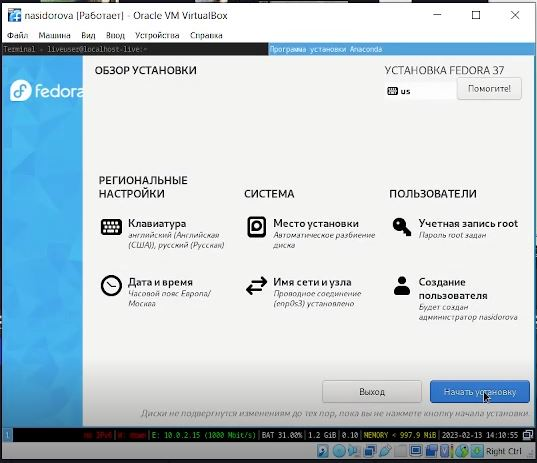 nasidorova [Работает] - Oracle VM VirtualBox
Файл Машина Вид Ввод Устройства Справка
Terminal - liveuser@localhost-live:~ Программа установки Anaconda
fedora
ОБЗОР УСТАНОВКИ
УСТАНОВКА FEDORA 37
us
Помогите!
РЕГИОНАЛЬНЫЕ
НАСТРОЙКИ
Клавиатура
английский (Английская
(США)), русский (Русская)
Дата и время
Часовой пояс Европа/
Москва
СИСТЕМА
Место установки
Автоматическое разбиение
диска
Имя сети и узла
Проводное соединение
(enp0s3) установлено
ПОЛЬЗОВАТЕЛИ
Учетная запись root
Пароль root задан
Создание
пользователя
Будет создан
администратор nasidorova
Выход
Начать установку
Диски не подвергнутся изменениям до тех пор, пока вы не нажмете кнопку начала установки.
1 no IPv6 | W: down | E: 10.0.2.15 (1000 Mbit/s) | BAT 31.00% | 1.2 GiB | 0.10 | MEMORY < 997.9 MiB | 2023-02-13 14:10:55
Right Ctrl